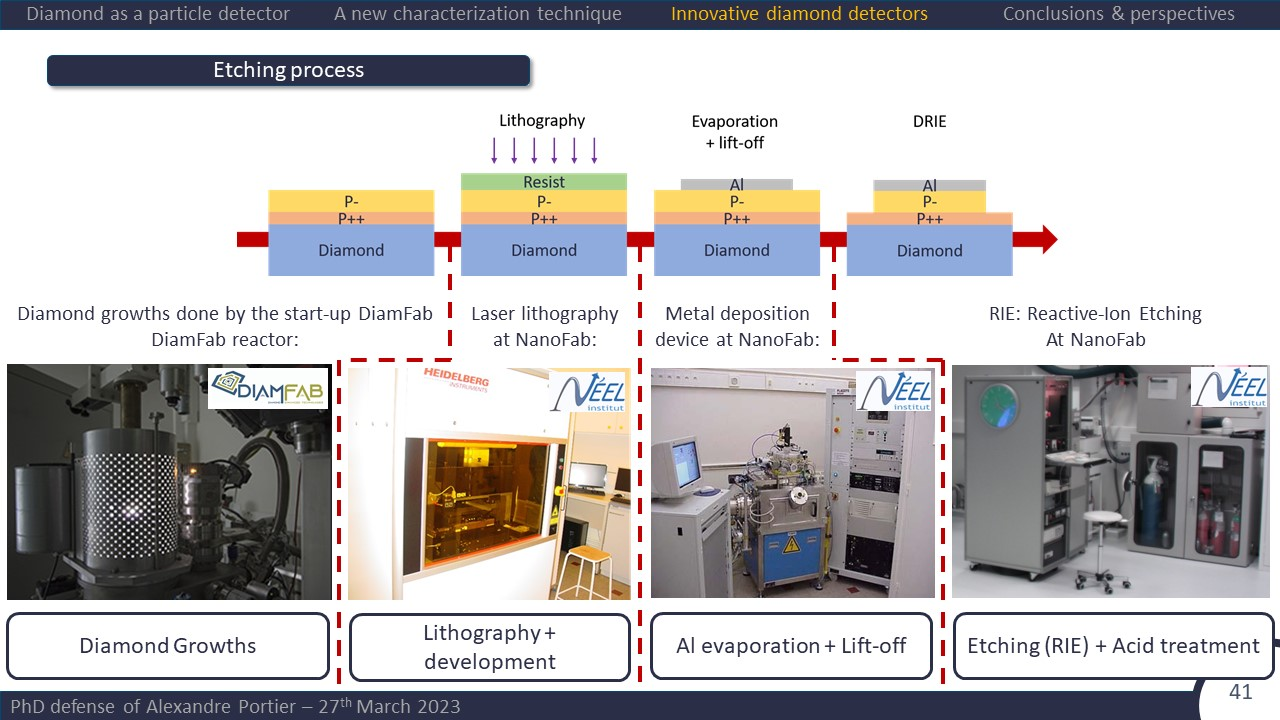 Diamond as a particle detector
A new characterization technique
Innovative diamond detectors
Conclusions & perspectives
Etching process
Lithography
Evaporation
+ lift-off
DRIE
P-
P++
Diamond
Resist
P-
P++
Diamond
Al
P-
P++
Diamond
Al
P-
P++
Diamond
Diamond growths done by the start-up DiamFab
DiamFab reactor:
Laser lithography
at NanoFab:
Metal deposition
device at NanoFab:
RIE: Reactive-Ion Etching
At NanoFab
DIAMFAB
HEIDELBERG
INSTRUMENTS
NÉEL
institut
NÉEL
institut
NÉEL
institut
Diamond Growths
Lithography +
development
Al evaporation + Lift-off
Etching (RIE) + Acid treatment
PhD defense of Alexandre Portier – 27th March 2023
41